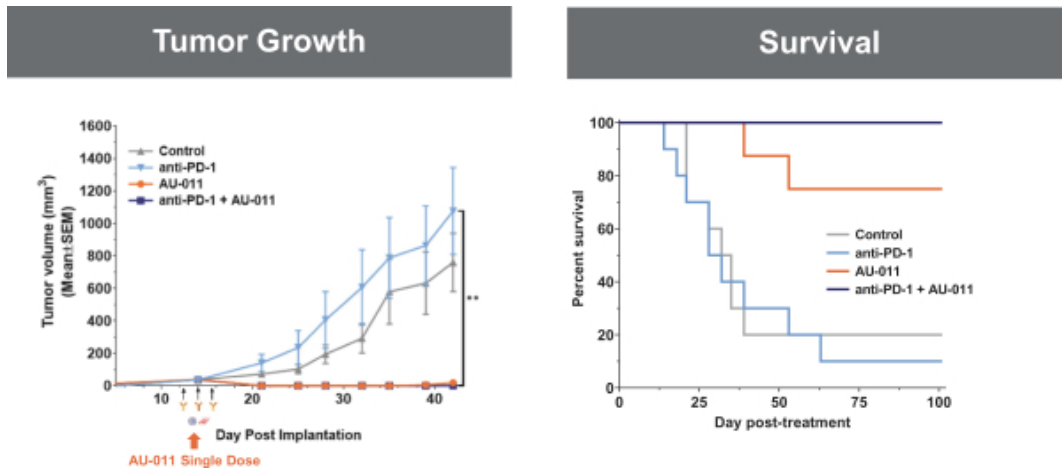 Tumor Growth
Survival
Tumor volume (mm³)
(Mean±SEM)
1600
1400
1200
1000
800
600
400
200
0
Control
anti-PD-1
AU-011
anti-PD-1 + AU-011
**
10
20
30
40
Day Post Implantation
AU-011 Single Dose
Percent survival
100
80
60
40
20
0
Control
anti-PD-1
AU-011
anti-PD-1 + AU-011
0
25
50
75
100
Day post-treatment